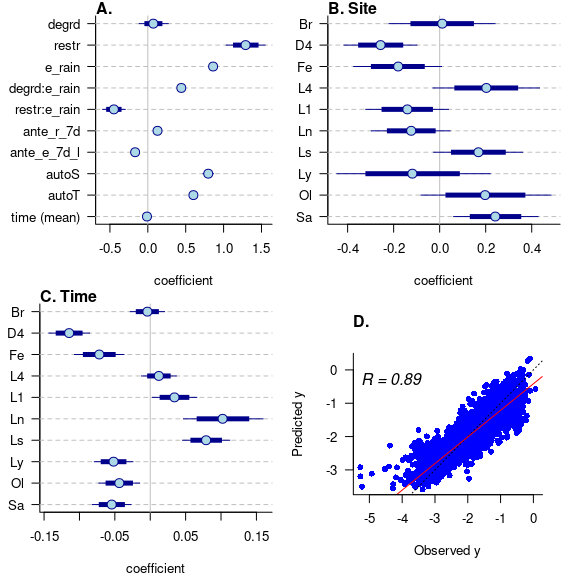 A.
degrd
restr
e_rain
degrd:e_rain
restr:e_rain
ante_r_7d
ante_e_7d_l
autoS
autoT
time (mean)
-0.5 0.0 0.5 1.0 1.5
coefficient
B. Site
Br
D4
Fe
L4
L1
Ln
Ls
Ly
Ol
Sa
-0.4 -0.2 0.0 0.2 0.4
coefficient
C. Time
Br
D4
Fe
L4
L1
Ln
Ls
Ly
Ol
Sa
-0.15 -0.05 0.05 0.15
coefficient
D.
R = 0.89
Predicted y
0
-1
-2
-3
-5 -4 -3 -2 -1 0
Observed y